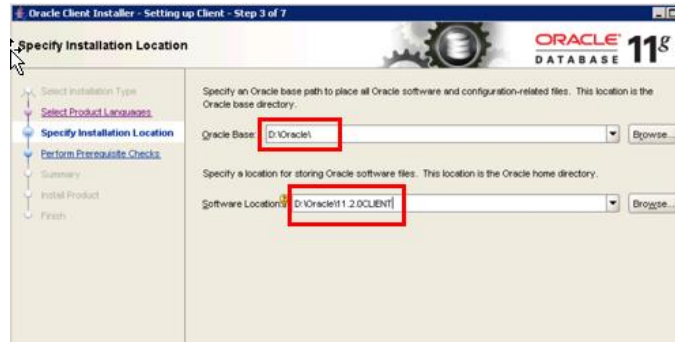 Oracle Client Installer - Setting up Client - Step 3 of 7
Specify Installation Location
ORACLE
DATABASE
11g
Select Installation Type
Select Product Languages
Specify Installation Location
Perform Prerequisite Checks
Summary
Install Product
Finish
Specify an Oracle base path to place all Oracle software and configuration-related files. This location is the
Oracle base directory.
Oracle Base: D:\Oracle\ Browse...
Specify a location for storing Oracle software files. This location is the Oracle home directory.
Software Location: D:\Oracle\11.2.0CLIENT Browse...